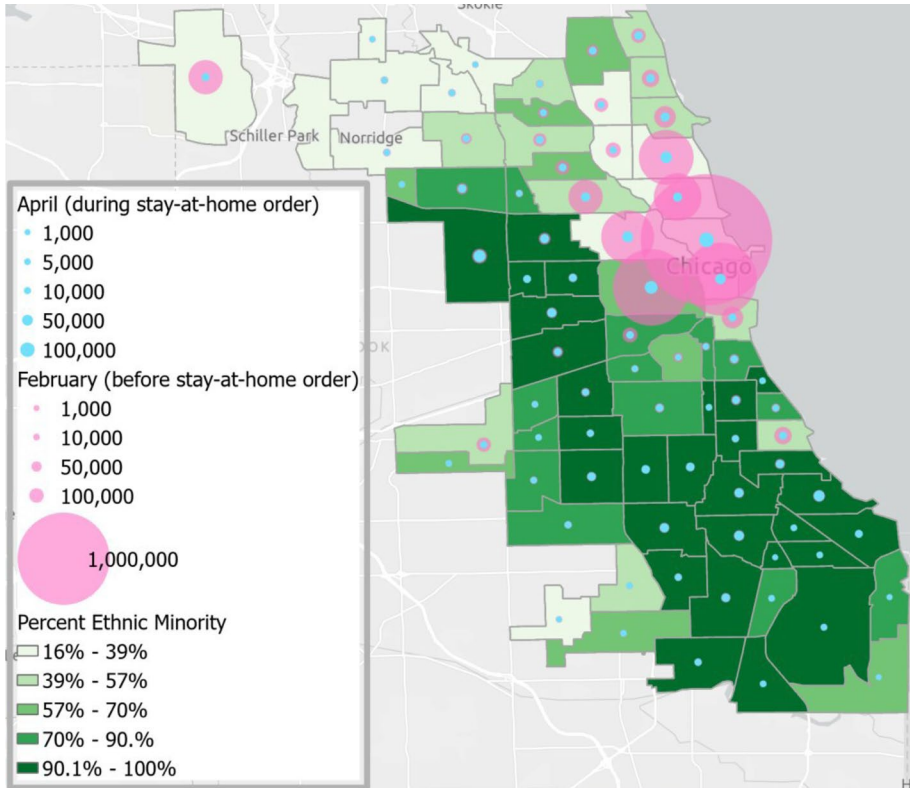 Skokie
Schiller Park
Norridge
Chicago
OOK
April (during stay-at-home order)
1,000
5,000
10,000
50,000
100,000
February (before stay-at-home order)
1,000
10,000
50,000
100,000
1,000,000
Percent Ethnic Minority
16% - 39%
39% - 57%
57% - 70%
70% - 90.%
90.1% - 100%
H